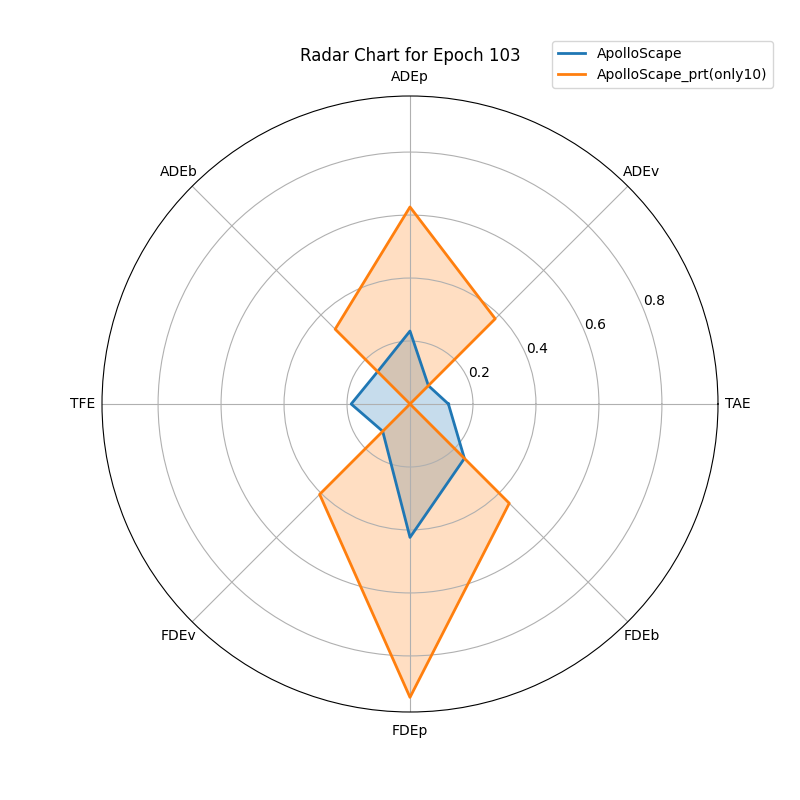 Radar Chart for Epoch 103
ApolloScape
ApolloScape_prt(only10)
ADEp
ADEb
ADEv
0.8
0.6
0.4
0.2
TFE
TAE
FDEv
FDEb
FDEp